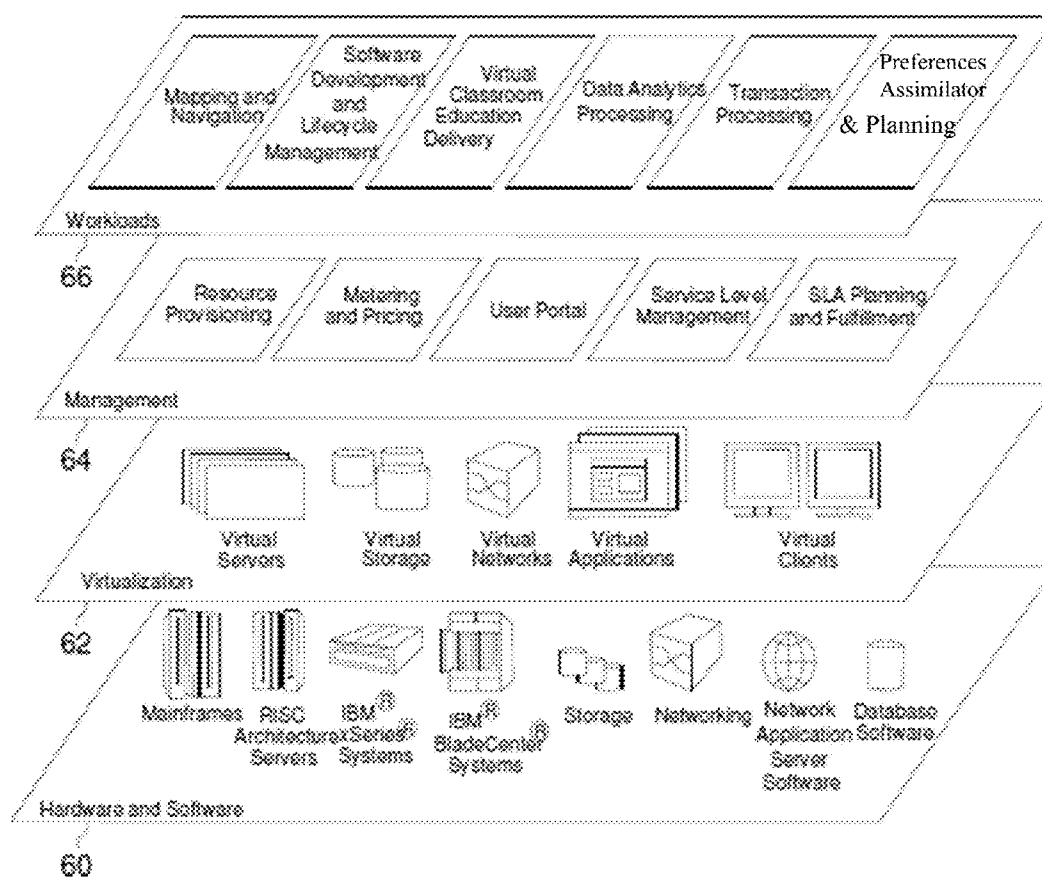 Mapping and
Navigation
Software
Development
and
Lifecycle
Management
Virtual
Classroom
Education
Delivery
Data Analytics
Processing
Transaction
Processing
Preferences
Assimilator
& Planning
Workloads
66
Resource
Provisioning
Metering
and Pricing
User Portal
Service Level
Management
SLA Planning
and Fulfillment
Management
64
Virtual
Servers
Virtual
Storage
Virtual
Networks
Virtual
Applications
Virtual
Clients
Virtualization
62
Mainframes
RISC
Architecture
Servers
IBM®
xSeries®
Systems
IBM®
BladeCenter®
Systems
Storage
Networking
Network
Application
Server
Software
Database
Software
Hardware and Software
60